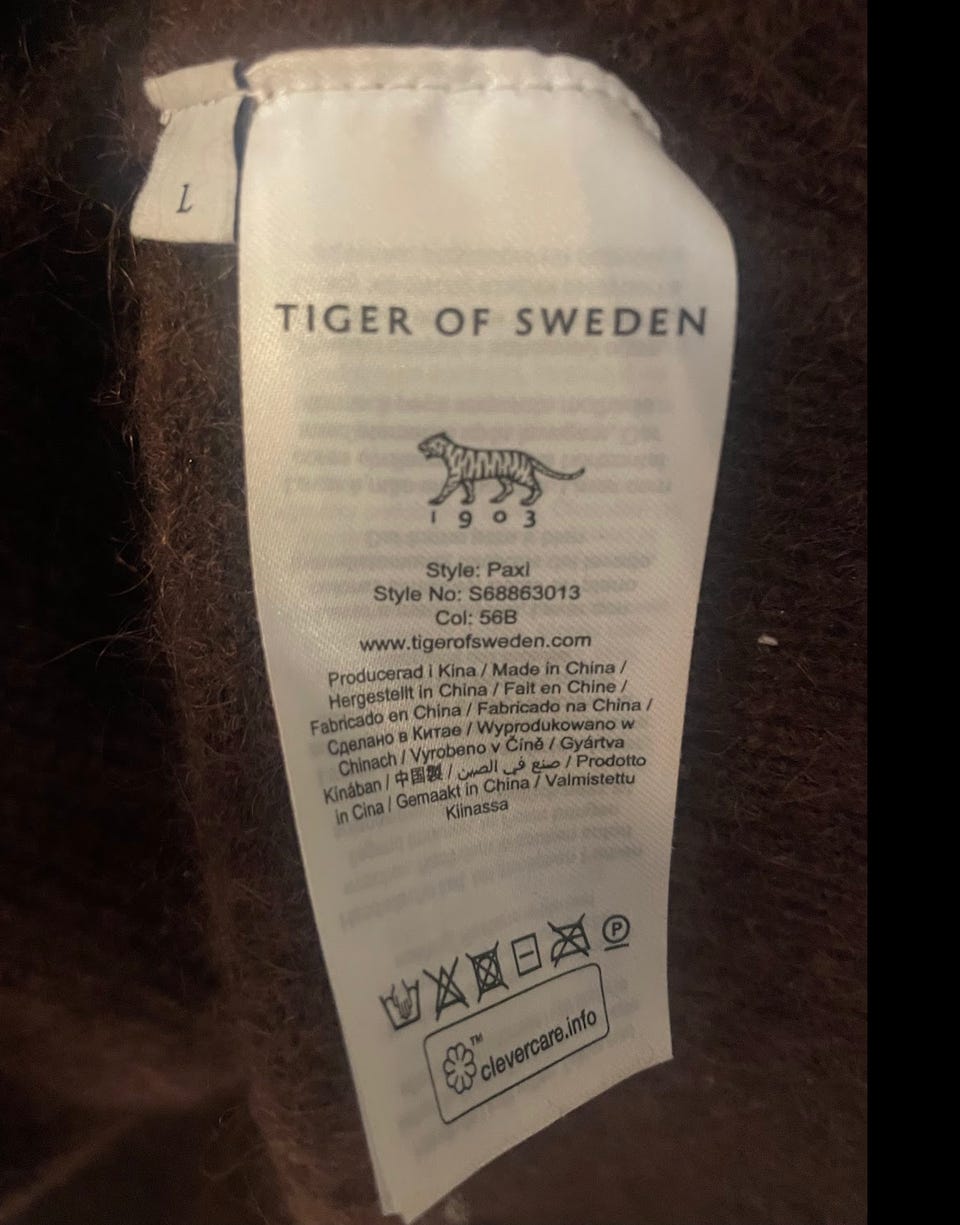 L
TIGER OF SWEDEN
1903
Style: Paxi
Style No: S68863013
Col: 56B
www.tigerofsweden.com
Producerad i Kina / Made in China /
Hergestellt in China / Fait en Chine /
Fabricado en China / Fabricado na China /
Сделано в Китае / Wyprodukowano w
Chinach / Vyrobeno v Číně / Gyártva
Kínában / 中国製 / صنع في الصين / Prodotto
in Cina / Gemaakt in China / Valmistettu
Kiinassa
P
™ clevercare.info